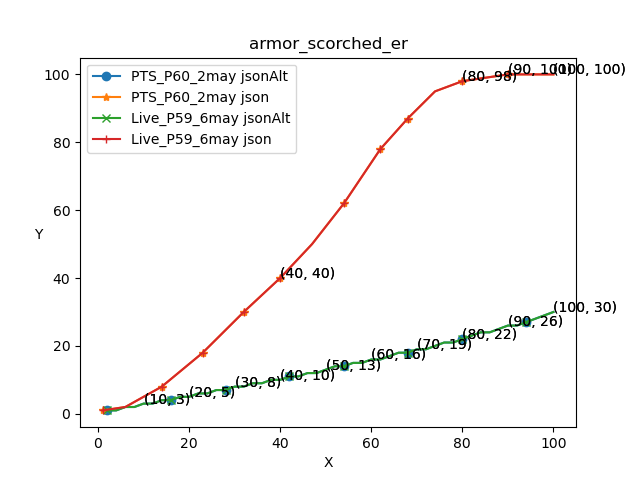 armor_scorched_er
PTS_P60_2may jsonAlt
PTS_P60_2may json
Live_P59_6may jsonAlt
Live_P59_6may json
Y
100
80
60
40
20
0
(80, 98)
(90, 100)
(100, 100)
(40, 40)
(10, 3)
(20, 5)
(30, 8)
(40, 10)
(50, 13)
(60, 16)
(70, 19)
(80, 22)
(90, 26)
(100, 30)
0 20 40 60 80 100
X